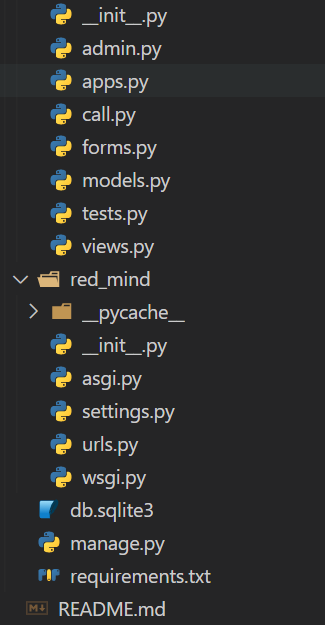 __init__.py
admin.py
apps.py
call.py
forms.py
models.py
tests.py
views.py
red_mind
__pycache__
__init__.py
asgi.py
settings.py
urls.py
wsgi.py
db.sqlite3
manage.py
requirements.txt
README.md